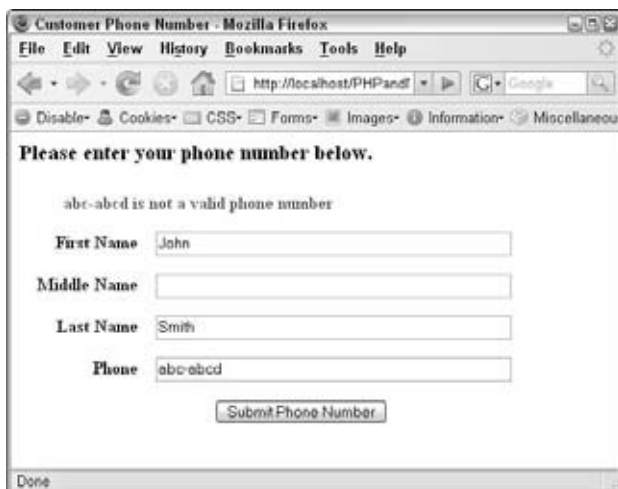 Customer Phone Number - Mozilla Firefox
File Edit View History Bookmarks Tools Help
http://localhost/PHPandM Google
Disable Cookies CSS Forms Images Information Miscellaneou
Please enter your phone number below.
abc-abcd is not a valid phone number
First Name John
Middle Name
Last Name Smith
Phone abc-abcd
Submit Phone Number
Done